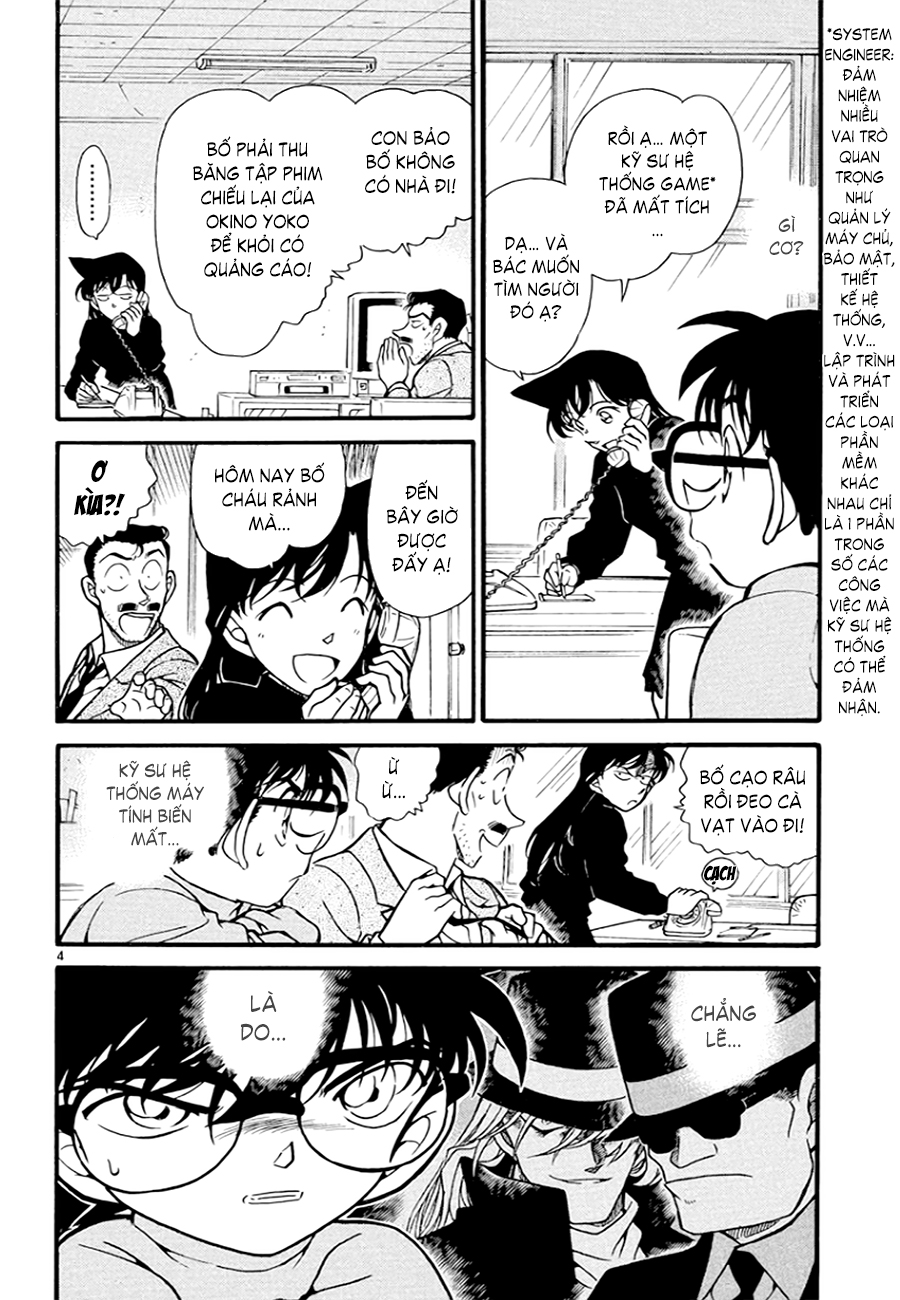 *SYSTEM
ENGINEER:
ĐẢM
NHIỆM
NHIỀU
VAI TRÒ
QUAN
TRỌNG
NHƯ
QUẢN LÝ
MÁY CHỦ,
BẢO MẬT,
THIẾT
KẾ HỆ
THỐNG,
V.V...
LẬP TRÌNH
VÀ PHÁT
TRIỂN
CÁC LOẠI
PHẦN
MỀM
KHÁC
NHAU CHỈ
LÀ 1 PHẦN
TRONG
SỐ CÁC
CÔNG
VIỆC MÀ
KỸ SƯ HỆ
THỐNG
CÓ THỂ
ĐẢM
NHẬN.
GÌ
CƠ?
RỒI Ạ... MỘT
KỸ SƯ HỆ
THỐNG GAME*
ĐÃ MẤT TÍCH
...
DẠ... VÀ
BÁC MUỐN
TÌM NGƯỜI
ĐÓ Ạ?
CON BẢO
BỐ KHÔNG
CÓ NHÀ ĐI!
BỐ PHẢI THU
BĂNG TẬP PHIM
CHIẾU LẠI CỦA
OKINO YOKO
ĐỂ KHỎI CÓ
QUẢNG CÁO!
........
ĐẾN
BÂY GIỜ
ĐƯỢC
ĐẤY Ạ!
HÔM NAY BỐ
CHÁU RẢNH
MÀ...
Ơ
KÌA?!
BỐ CẠO RÂU
RỒI ĐEO CÀ
VẠT VÀO ĐI!
CẠCH
Ừ
Ừ...
KỸ SƯ HỆ
THỐNG MÁY
TÍNH BIẾN
MẤT...
4
CHẲNG
LẼ...
LÀ
DO...